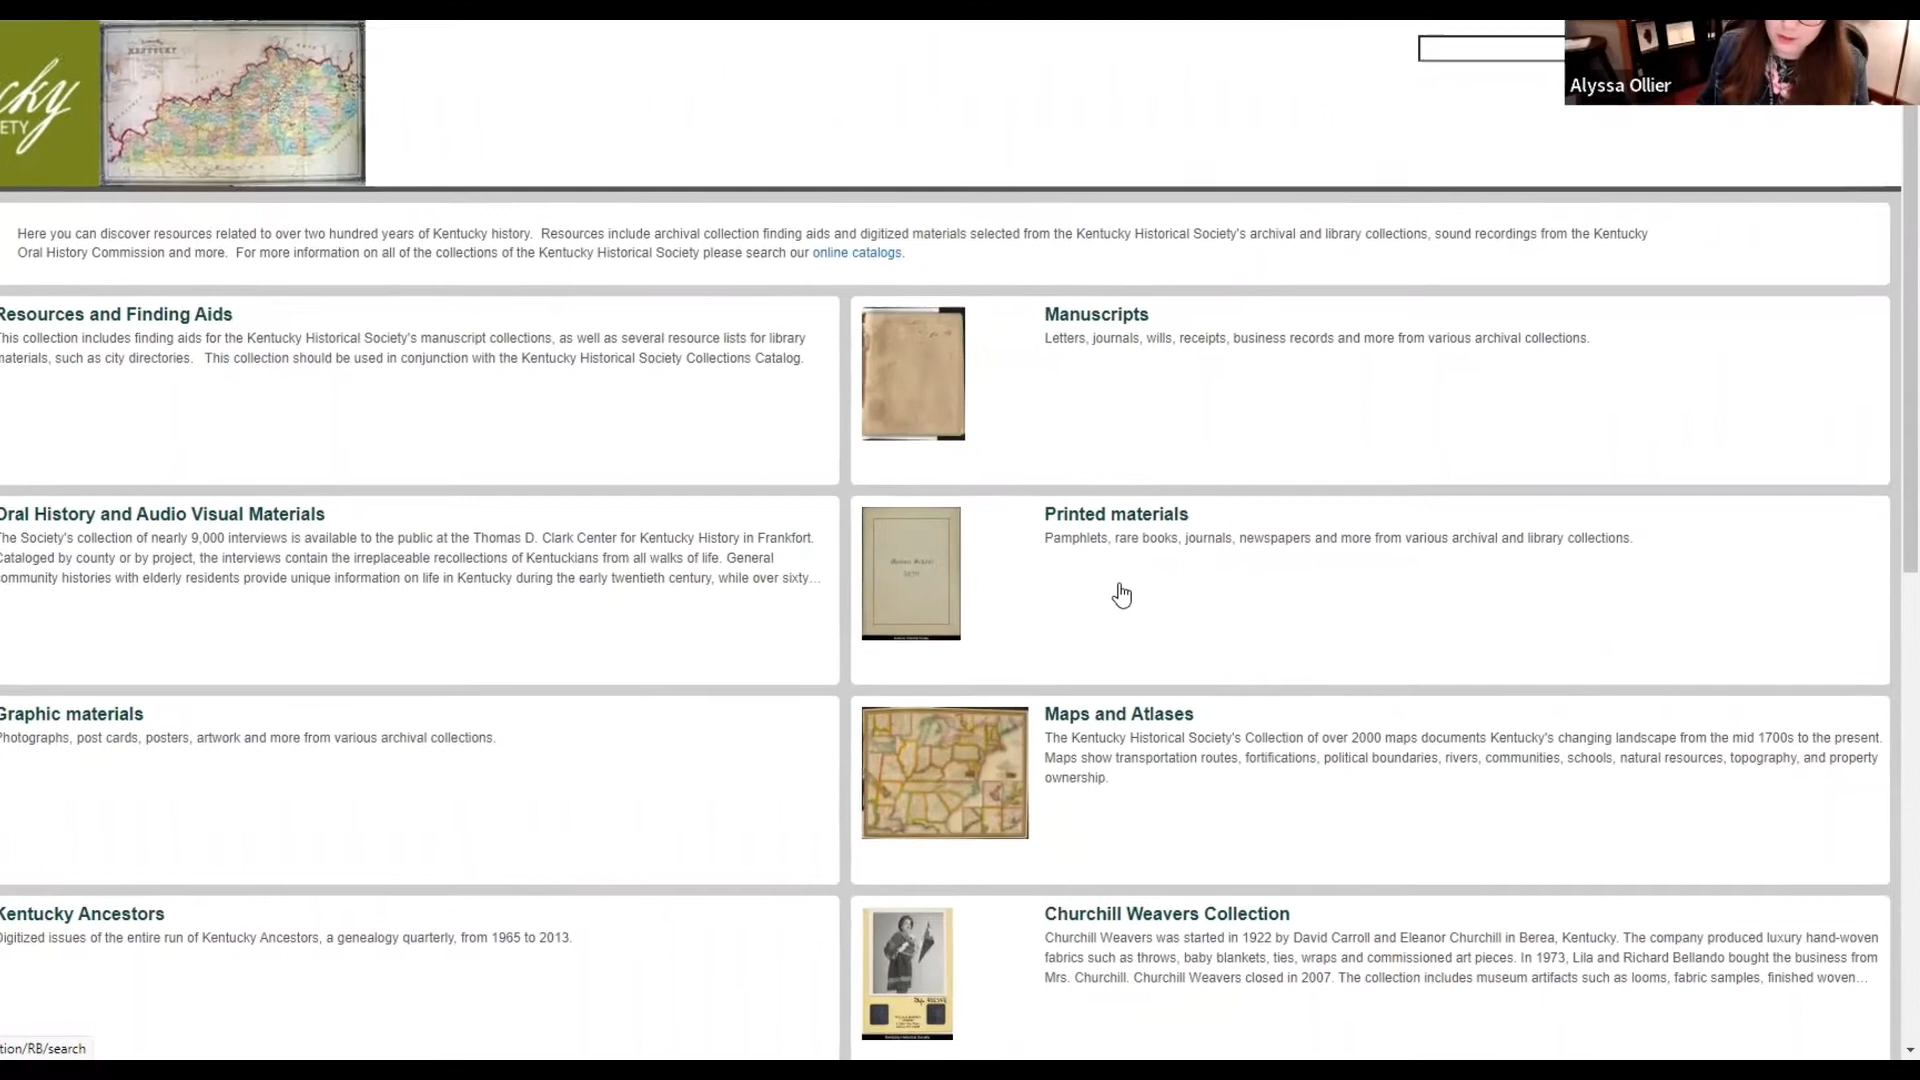 cky
ETY
KENTUCKY
Alyssa Ollier
Here you can discover resources related to over two hundred years of Kentucky history. Resources include archival collection finding aids and digitized materials selected from the Kentucky Historical Society's archival and library collections, sound recordings from the Kentucky
Oral History Commission and more. For more information on all of the collections of the Kentucky Historical Society please search our online catalogs.
Resources and Finding Aids
This collection includes finding aids for the Kentucky Historical Society's manuscript collections, as well as several resource lists for library
materials, such as city directories. This collection should be used in conjunction with the Kentucky Historical Society Collections Catalog.
Manuscripts
Letters, journals, wills, receipts, business records and more from various archival collections.
Oral History and Audio Visual Materials
The Society's collection of nearly 9,000 interviews is available to the public at the Thomas D. Clark Center for Kentucky History in Frankfort.
Cataloged by county or by project, the interviews contain the irreplaceable recollections of Kentuckians from all walks of life. General
community histories with elderly residents provide unique information on life in Kentucky during the early twentieth century, while over sixty...
Printed materials
Pamphlets, rare books, journals, newspapers and more from various archival and library collections.
Graphic materials
Photographs, post cards, posters, artwork and more from various archival collections.
Maps and Atlases
The Kentucky Historical Society's Collection of over 2000 maps documents Kentucky's changing landscape from the mid 1700s to the present.
Maps show transportation routes, fortifications, political boundaries, rivers, communities, schools, natural resources, topography, and property
ownership.
Kentucky Ancestors
Digitized issues of the entire run of Kentucky Ancestors, a genealogy quarterly, from 1965 to 2013.
Churchill Weavers Collection
Churchill Weavers was started in 1922 by David Carroll and Eleanor Churchill in Berea, Kentucky. The company produced luxury hand-woven
fabrics such as throws, baby blankets, ties, wraps and commissioned art pieces. In 1973, Lila and Richard Bellando bought the business from
Mrs. Churchill. Churchill Weavers closed in 2007. The collection includes museum artifacts such as looms, fabric samples, finished woven...
tion/RB/search